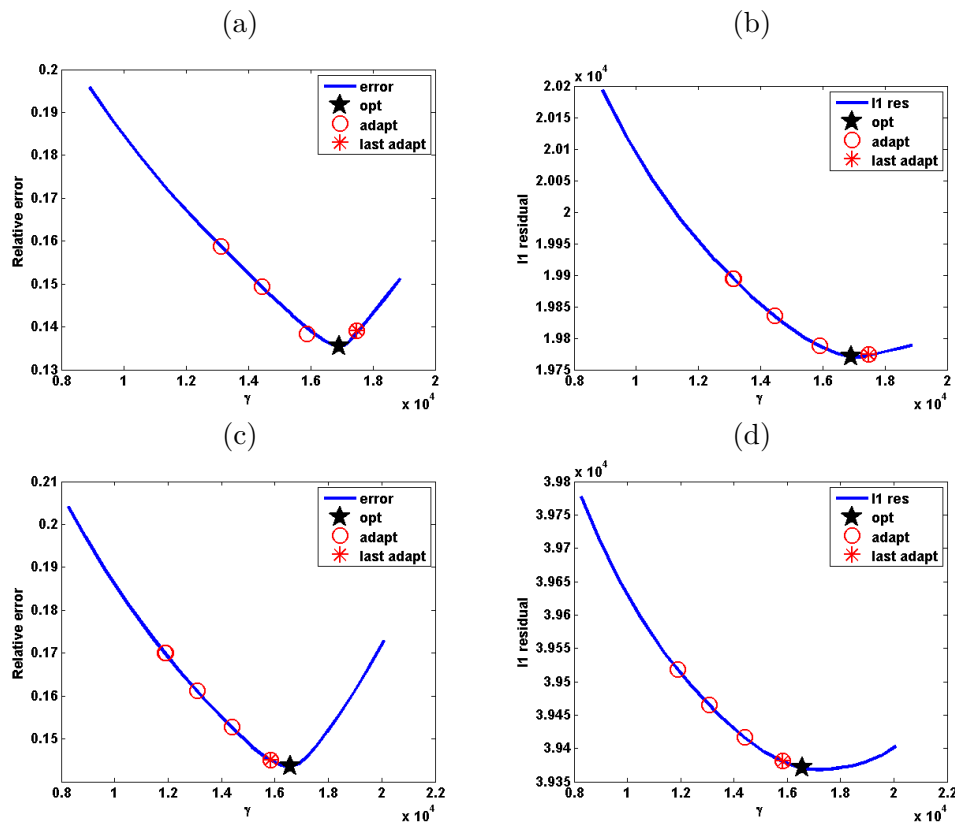 (a)
0.2
0.19
0.18
0.17
0.16
0.15
0.14
0.13
Relative error
error
opt
adapt
last adapt
0.8 1 1.2 1.4 1.6 1.8 2
γ
x 10^4
(b)
x 10^4
2.02
2.015
2.01
2.005
2
1.995
1.99
1.985
1.98
1.975
l1 residual
l1 res
opt
adapt
last adapt
0.8 1 1.2 1.4 1.6 1.8 2
γ
x 10^4
(c)
0.21
0.2
0.19
0.18
0.17
0.16
0.15
Relative error
error
opt
adapt
last adapt
0.8 1 1.2 1.4 1.6 1.8 2 2.2
γ
x 10^4
(d)
x 10^4
3.98
3.975
3.97
3.965
3.96
3.955
3.95
3.945
3.94
3.935
l1 residual
l1 res
opt
adapt
last adapt
0.8 1 1.2 1.4 1.6 1.8 2 2.2
γ
x 10^4